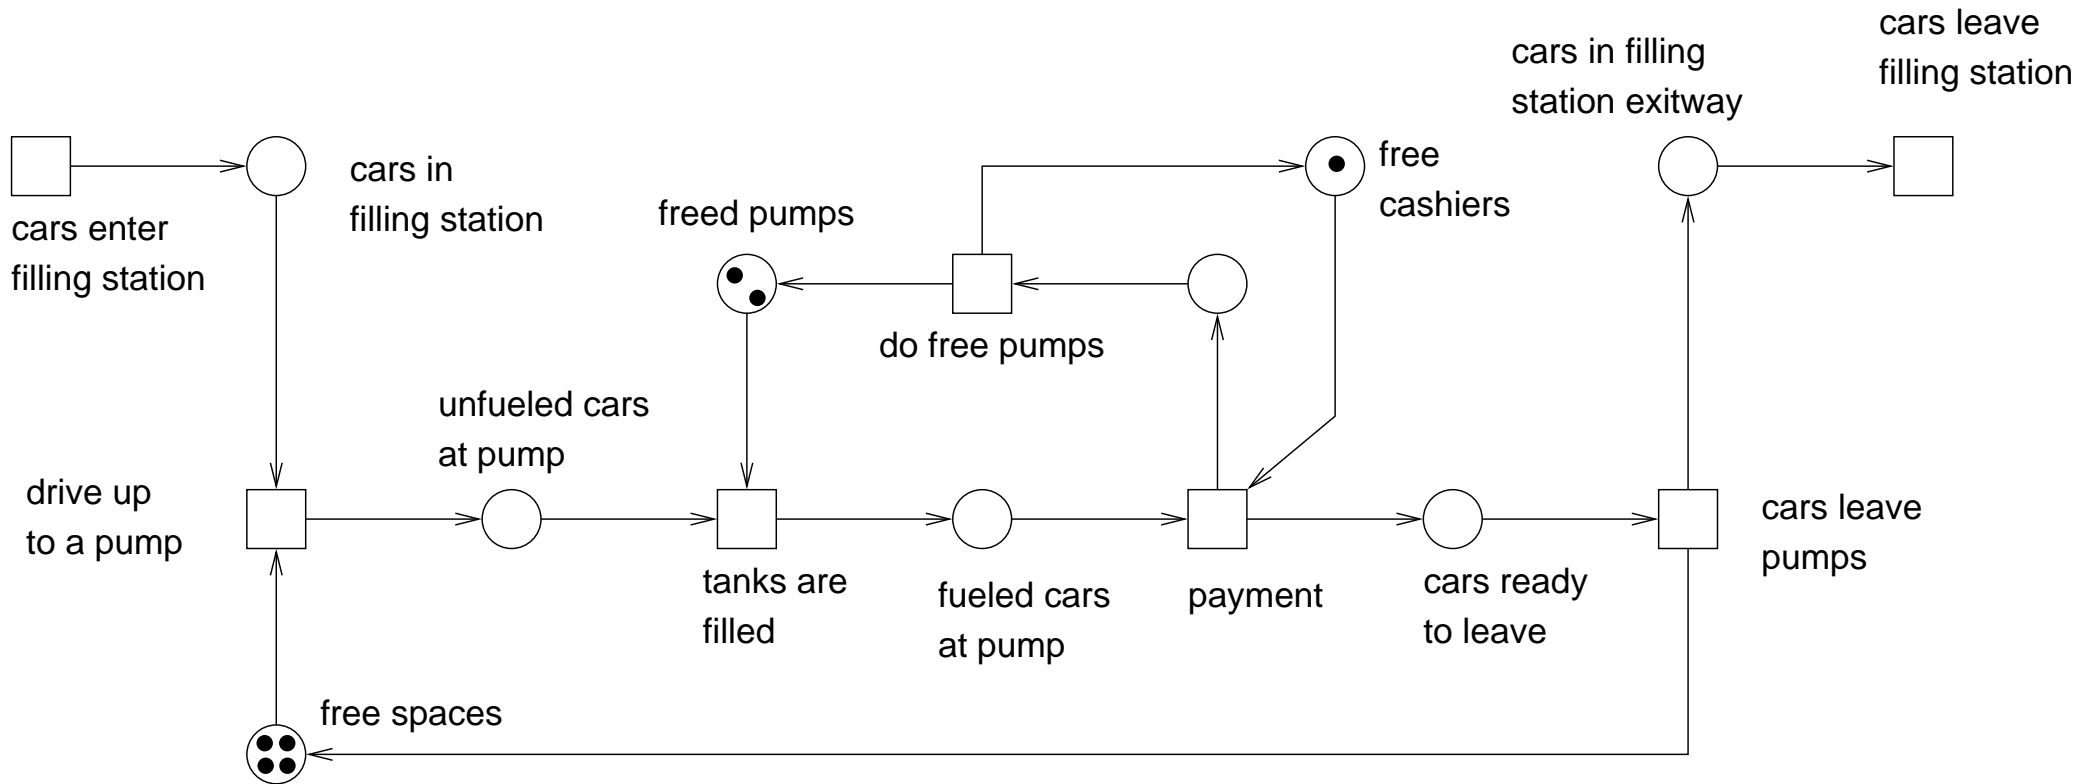 cars leave
filling station
cars in filling
station exitway
free
cashiers
cars in
filling station
freed pumps
cars enter
filling station
do free pumps
unfueled cars
at pump
drive up
to a pump
cars leave
pumps
tanks are
filled
fueled cars
at pump
payment
cars ready
to leave
free spaces